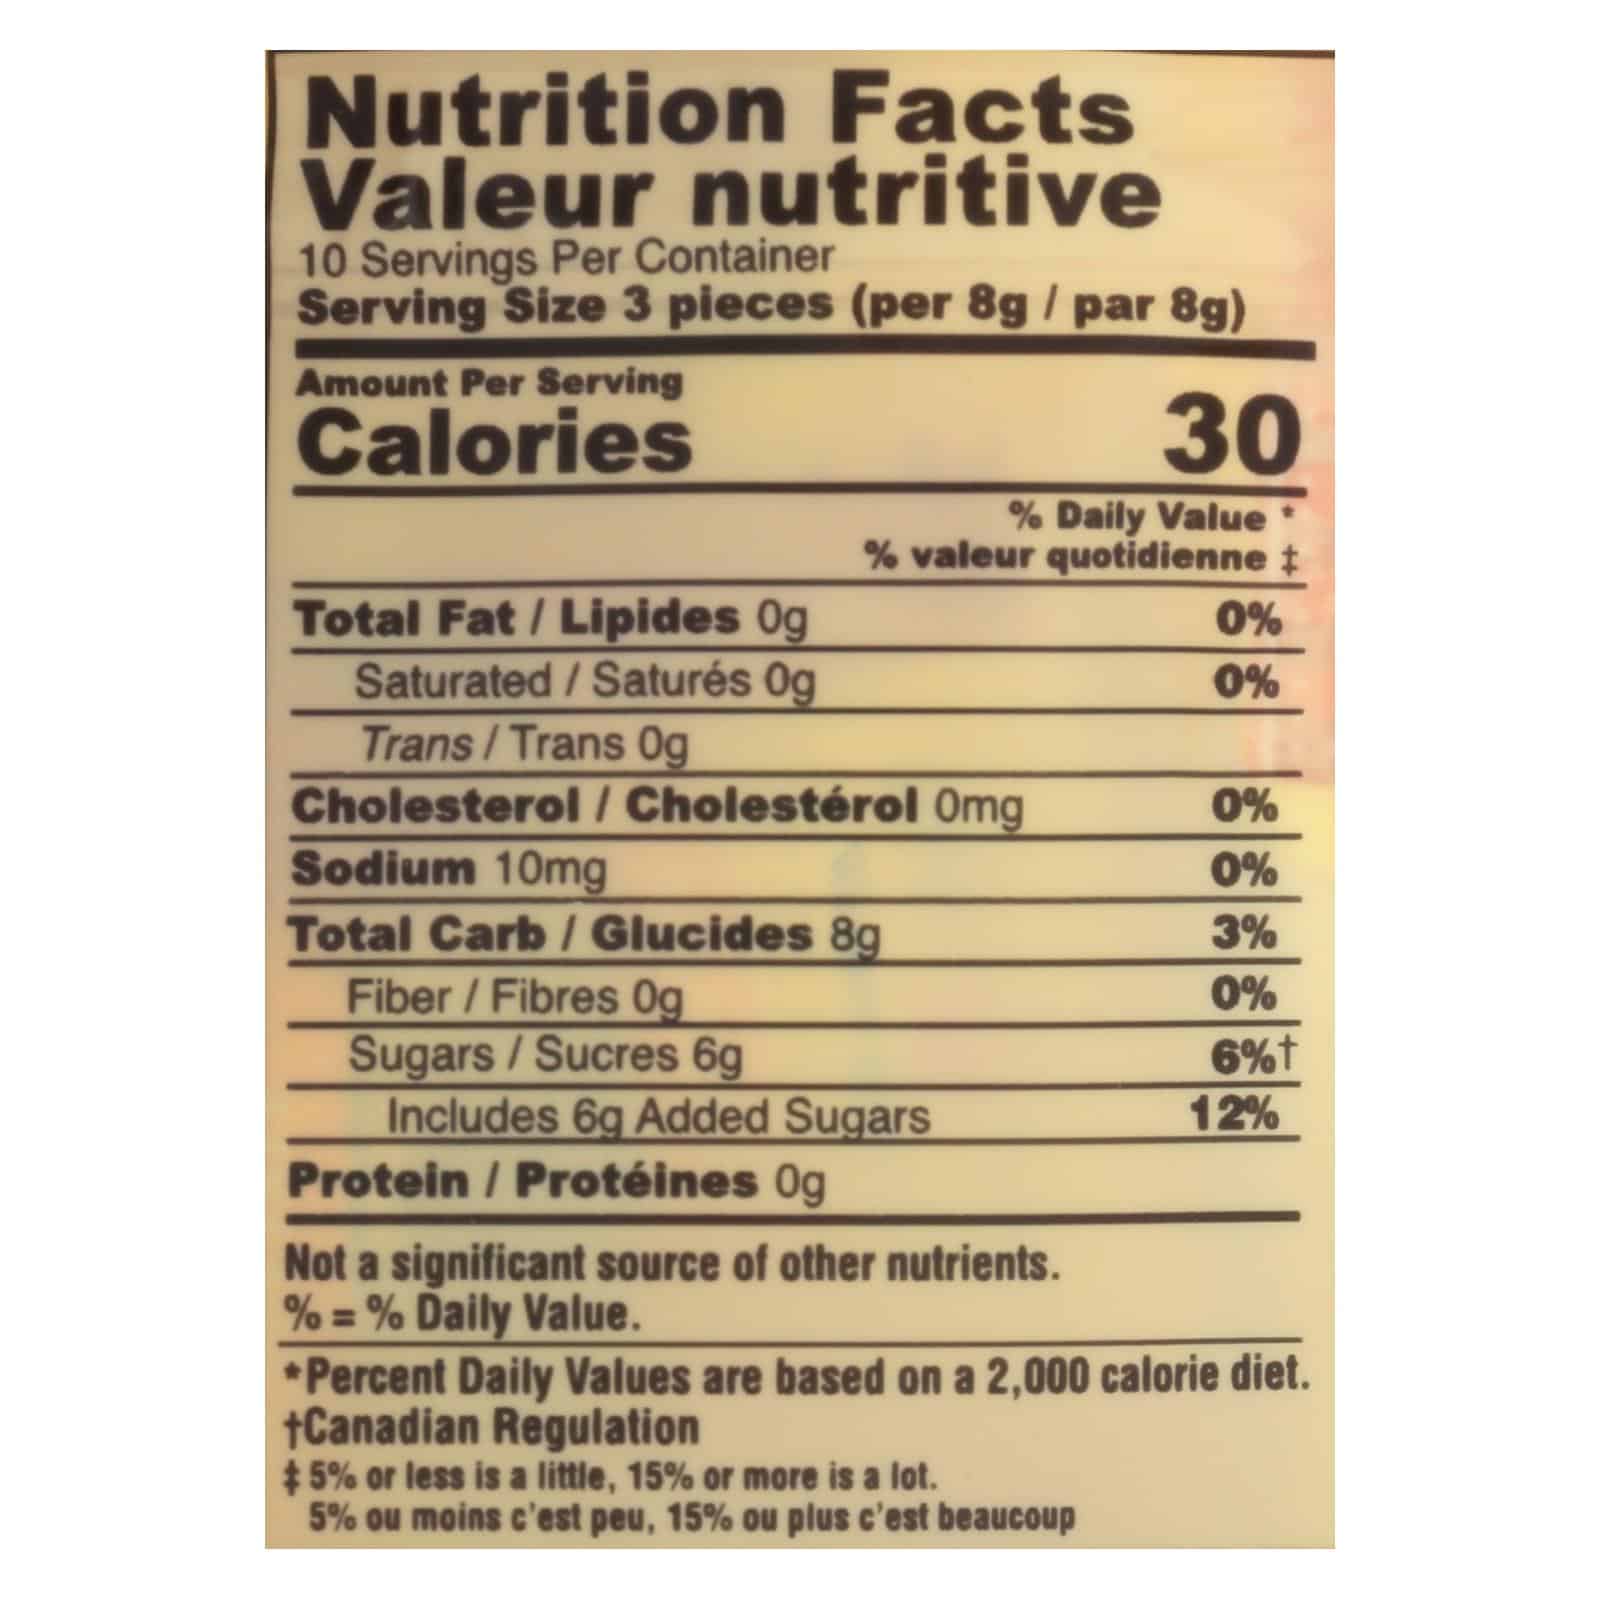 Nutrition Facts
Valeur nutritive
10 Servings Per Container
Serving Size 3 pieces (per 8g / par 8g)
Amount Per Serving
Calories 30
% Daily Value *
% valeur quotidienne ‡
Total Fat / Lipides 0g 0%
Saturated / Saturés 0g 0%
Trans / Trans 0g
Cholesterol / Cholestérol 0mg 0%
Sodium 10mg 0%
Total Carb / Glucides 8g 3%
Fiber / Fibres 0g 0%
Sugars / Sucres 6g 6%†
Includes 6g Added Sugars 12%
Protein / Protéines 0g
Not a significant source of other nutrients.
% = % Daily Value.
*Percent Daily Values are based on a 2,000 calorie diet.
†Canadian Regulation
‡ 5% or less is a little, 15% or more is a lot.
5% ou moins c'est peu, 15% ou plus c'est beaucoup